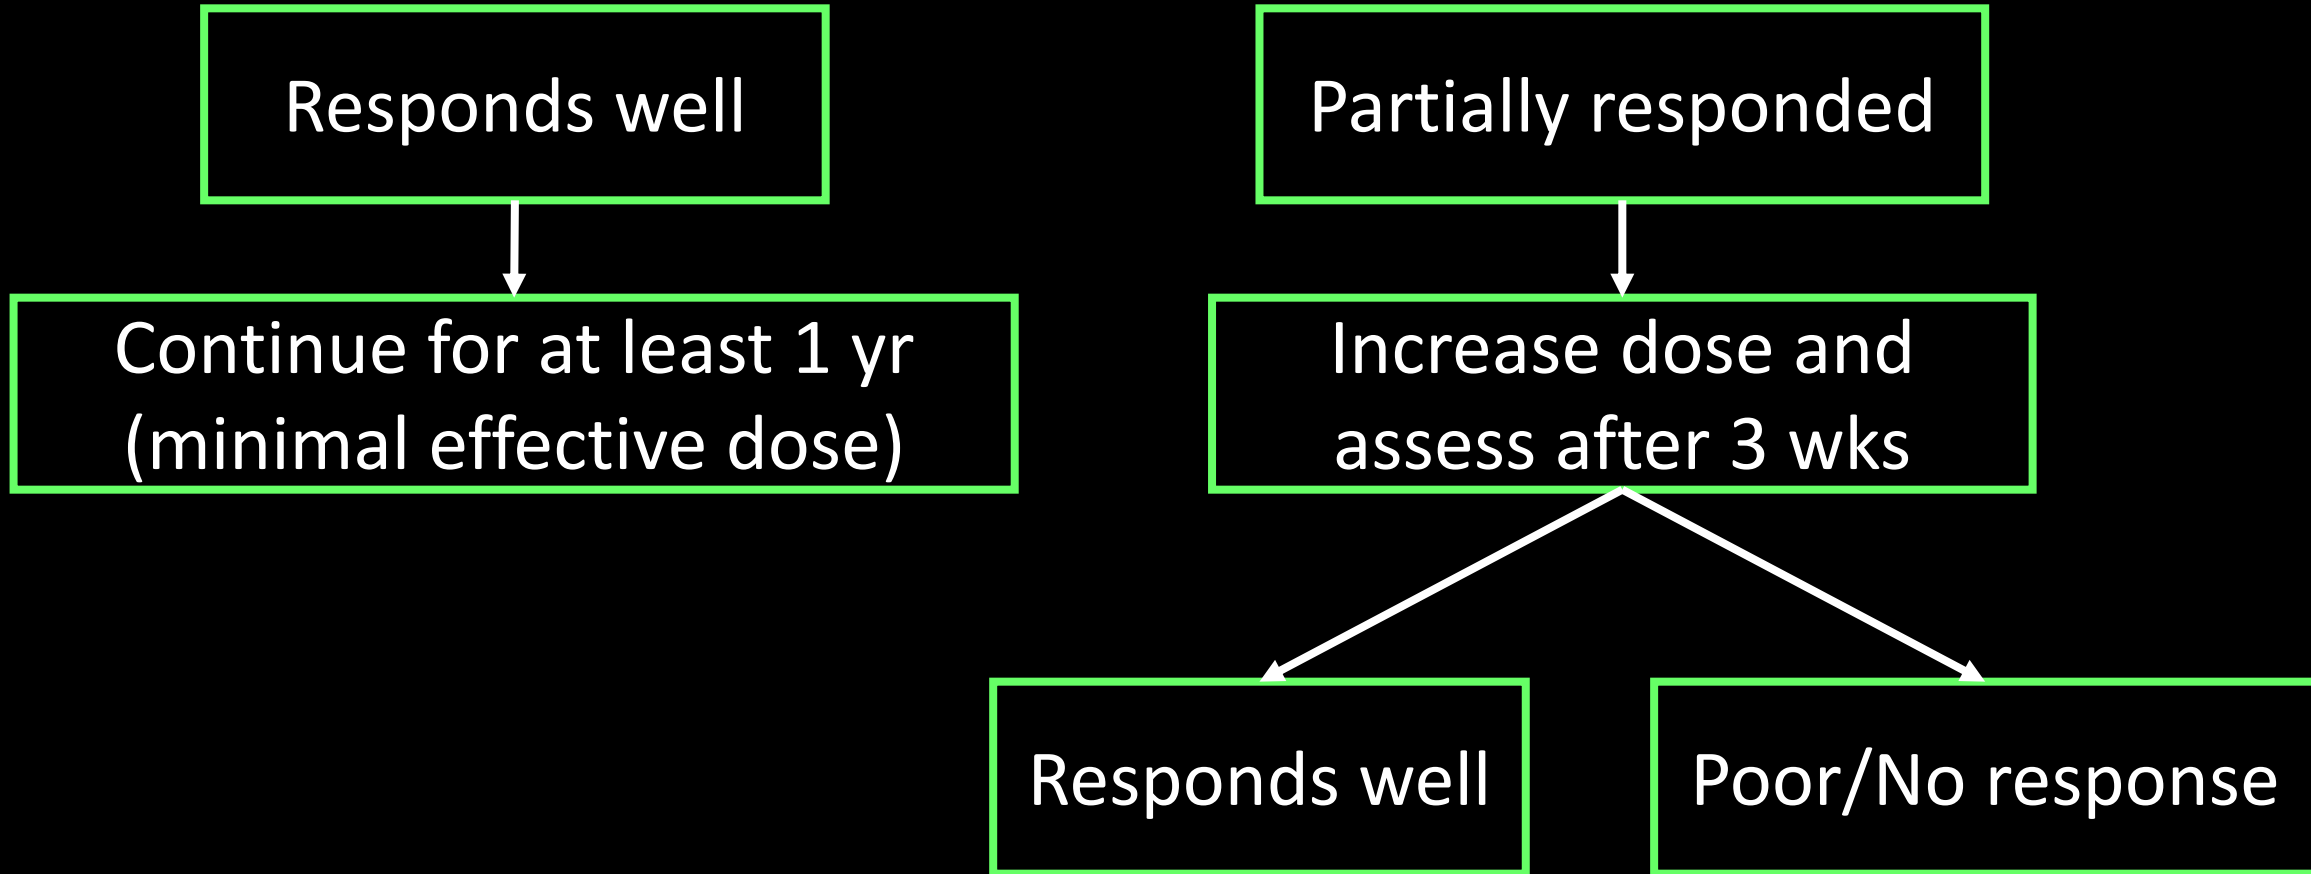 Responds well
Partially responded
Continue for at least 1 yr
(minimal effective dose)
Increase dose and
assess after 3 wks
Responds well
Poor/No response